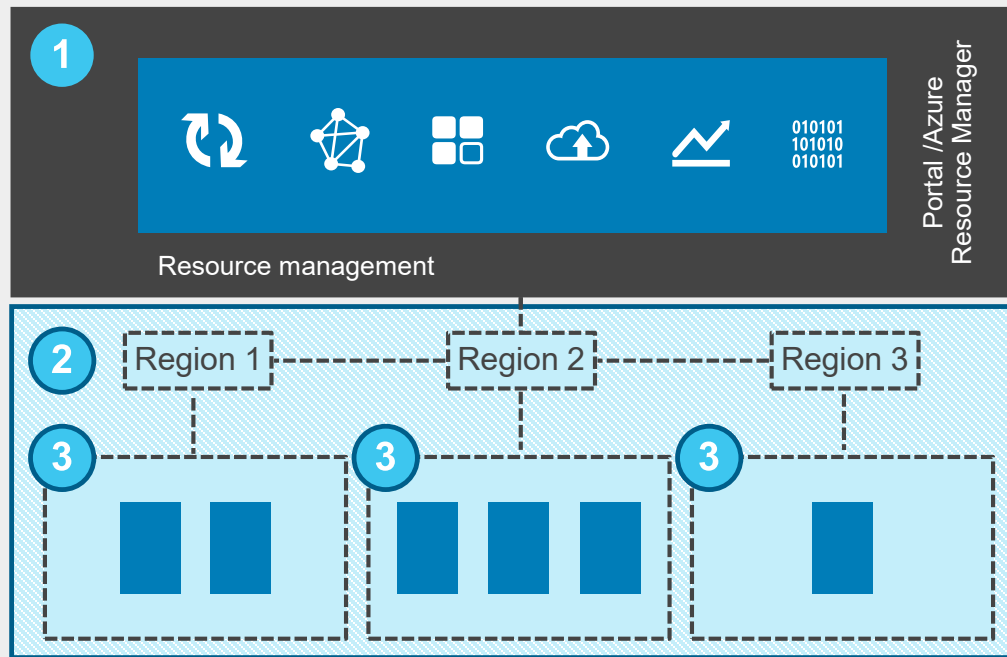 1
010101
101010
010101
Portal /Azure
Resource Manager
Resource management
2
Region 1
Region 2
Region 3
3
3
3